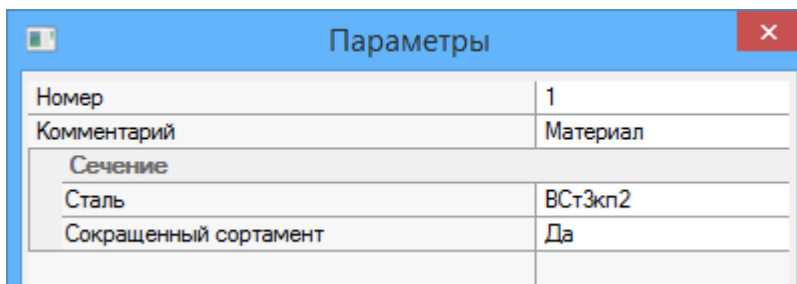 Параметры
Номер 1
Комментарий Материал
Сечение
Сталь ВСт3кп2
Сокращенный сортамент Да